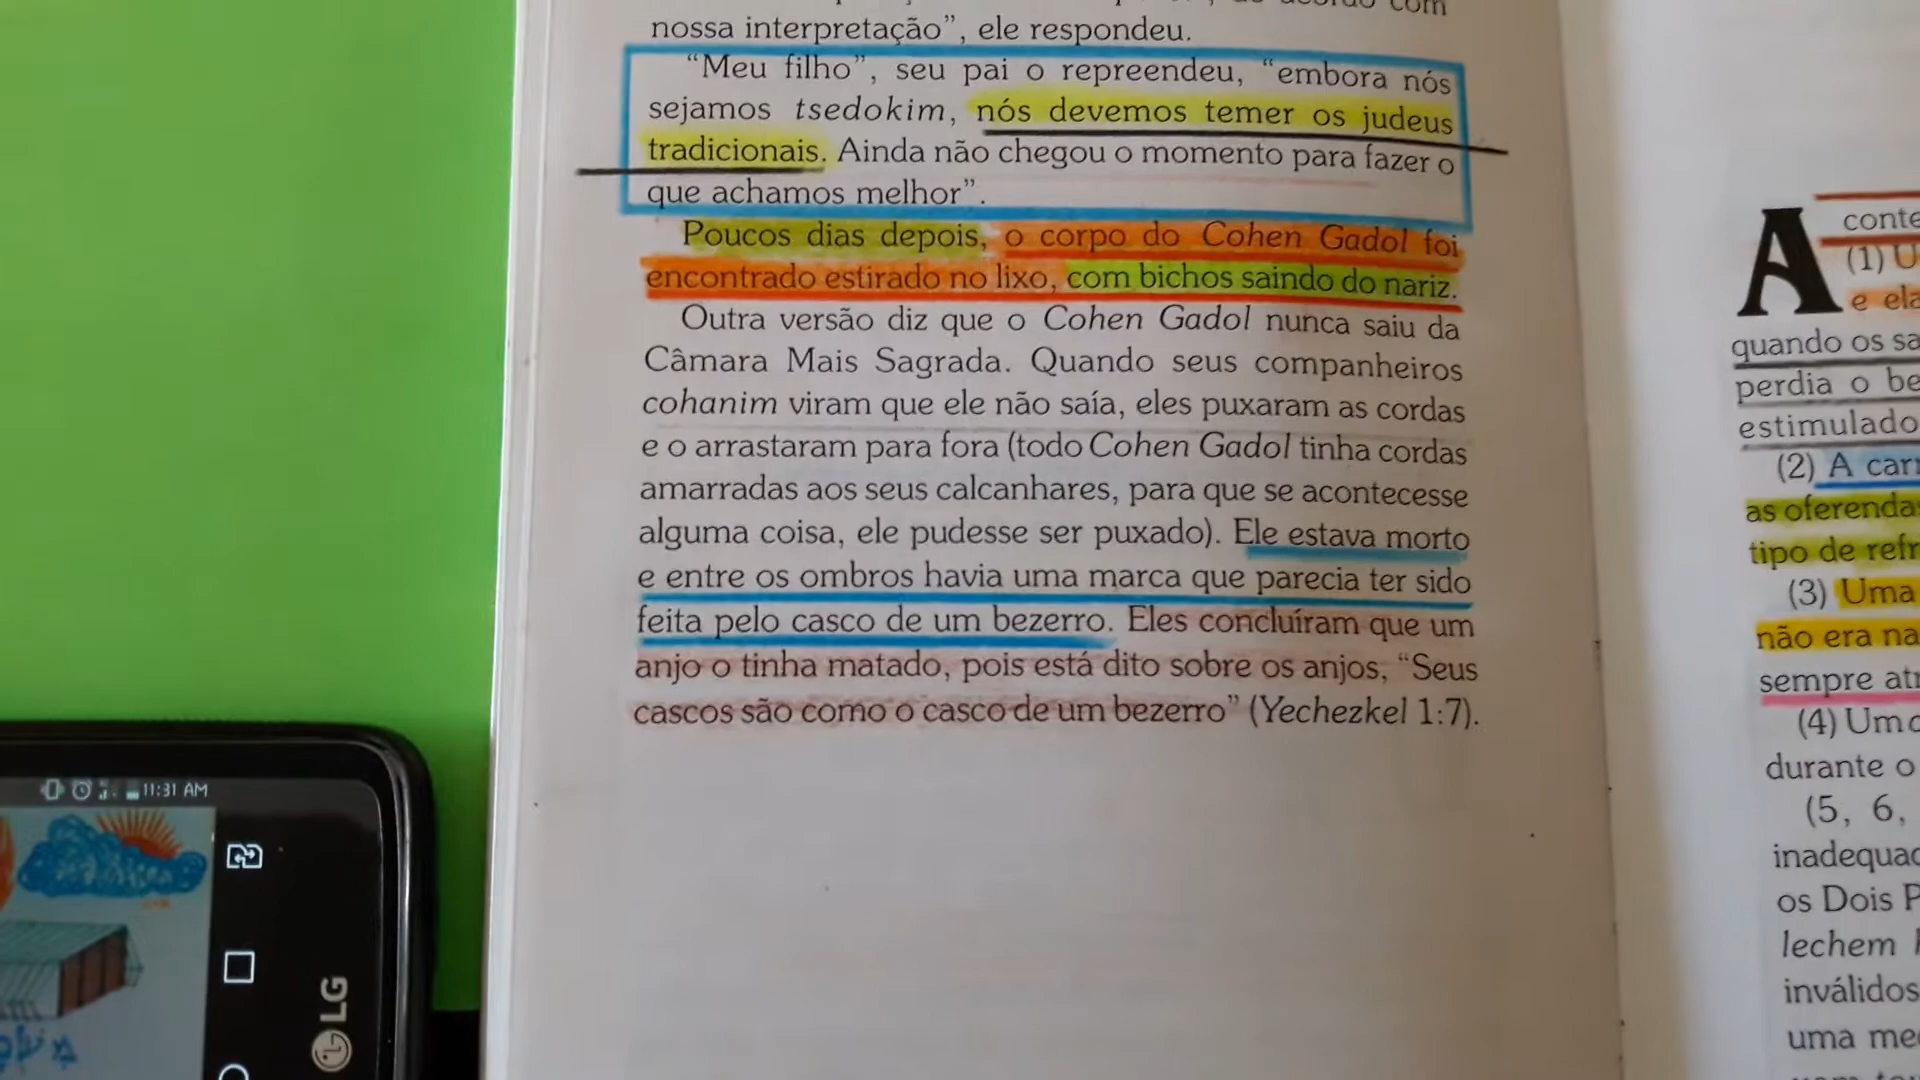 com
nossa interpretação”, ele respondeu.
“Meu filho”, seu pai o repreendeu, “embora nós
sejamos tsedokim, nós devemos temer os judeus
tradicionais. Ainda não chegou o momento para fazer o
que achamos melhor”.
Poucos dias depois, o corpo do Cohen Gadol foi
encontrado estirado no lixo, com bichos saindo do nariz.
Outra versão diz que o Cohen Gadol nunca saiu da
Câmara Mais Sagrada. Quando seus companheiros
cohanim viram que ele não saía, eles puxaram as cordas
e o arrastaram para fora (todo Cohen Gadol tinha cordas
amarradas aos seus calcanhares, para que se acontecesse
alguma coisa, ele pudesse ser puxado). Ele estava morto
e entre os ombros havia uma marca que parecia ter sido
feita pelo casco de um bezerro. Eles concluíram que um
anjo o tinha matado, pois está dito sobre os anjos, “Seus
cascos são como o casco de um bezerro” (Yechezkel 1:7).
A
conte
(1) U
e ela
quando os sa
perdia o be
estimulado
(2) A carn
as oferenda
tipo de refr
(3) Uma
não era na
sempre atr
(4) Um
durante o
(5, 6,
inadequad
os Dois P
lechem
inválidos
uma me
11:31 AM
LG